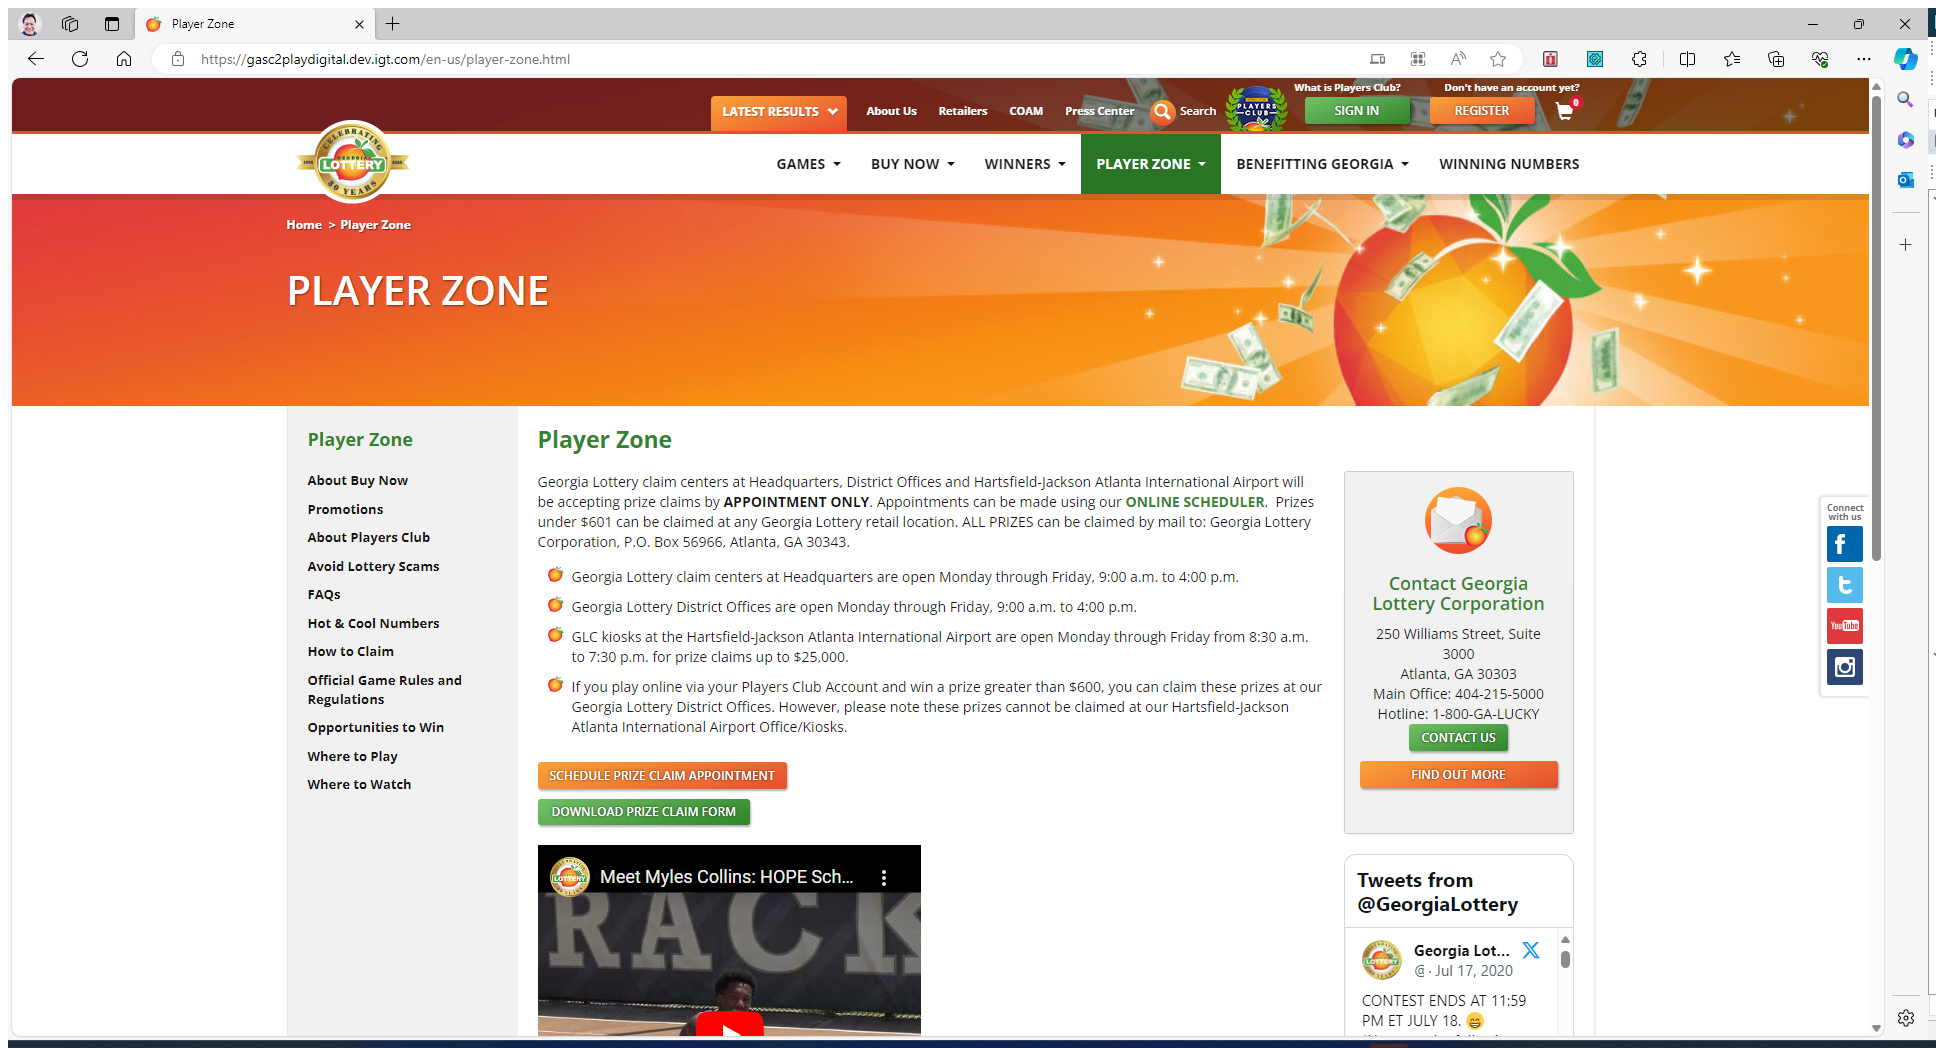 Player Zone
https://gasc2playdigital.dev.igt.com/en-us/player-zone.html
What is Players Club?
Don't have an account yet?
LATEST RESULTS
About Us
Retailers
COAM
Press Center
Search
PLAYERS
CLUB
SIGN IN
REGISTER
0
CELEBRATING
GEORGIA
LOTTERY
30 YEARS
GAMES
BUY NOW
WINNERS
PLAYER ZONE
BENEFITTING GEORGIA
WINNING NUMBERS
Home > Player Zone
PLAYER ZONE
Player Zone
About Buy Now
Promotions
About Players Club
Avoid Lottery Scams
FAQs
Hot & Cool Numbers
How to Claim
Official Game Rules and
Regulations
Opportunities to Win
Where to Play
Where to Watch
Player Zone
Georgia Lottery claim centers at Headquarters, District Offices and Hartsfield-Jackson Atlanta International Airport will
be accepting prize claims by APPOINTMENT ONLY. Appointments can be made using our ONLINE SCHEDULER. Prizes
under $601 can be claimed at any Georgia Lottery retail location. ALL PRIZES can be claimed by mail to: Georgia Lottery
Corporation, P.O. Box 56966, Atlanta, GA 30343.
Georgia Lottery claim centers at Headquarters are open Monday through Friday, 9:00 a.m. to 4:00 p.m.
Georgia Lottery District Offices are open Monday through Friday, 9:00 a.m. to 4:00 p.m.
GLC kiosks at the Hartsfield-Jackson Atlanta International Airport are open Monday through Friday from 8:30 a.m.
to 7:30 p.m. for prize claims up to $25,000.
If you play online via your Players Club Account and win a prize greater than $600, you can claim these prizes at our
Georgia Lottery District Offices. However, please note these prizes cannot be claimed at our Hartsfield-Jackson
Atlanta International Airport Office/Kiosks.
SCHEDULE PRIZE CLAIM APPOINTMENT
DOWNLOAD PRIZE CLAIM FORM
Meet Myles Collins: HOPE Sch...
RACK
Contact Georgia
Lottery Corporation
250 Williams Street, Suite
3000
Atlanta, GA 30303
Main Office: 404-215-5000
Hotline: 1-800-GA-LUCKY
CONTACT US
FIND OUT MORE
Tweets from
@GeorgiaLottery
Georgia Lot...
@ · Jul 17, 2020
CONTEST ENDS AT 11:59
PM ET JULY 18. 😄
Connect
with us
YouTube